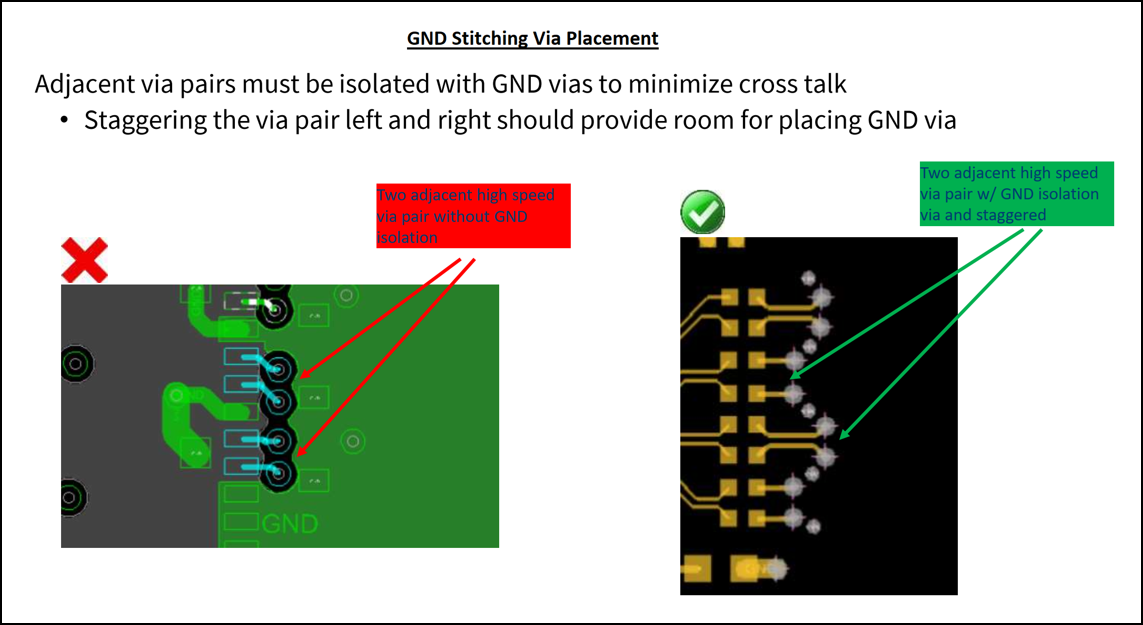 GND Stitching Via Placement
Adjacent via pairs must be isolated with GND vias to minimize cross talk
• Staggering the via pair left and right should provide room for placing GND via
Two adjacent high speed
via pair without GND
isolation
Two adjacent high speed
via pair w/ GND isolation
via and staggered
GND